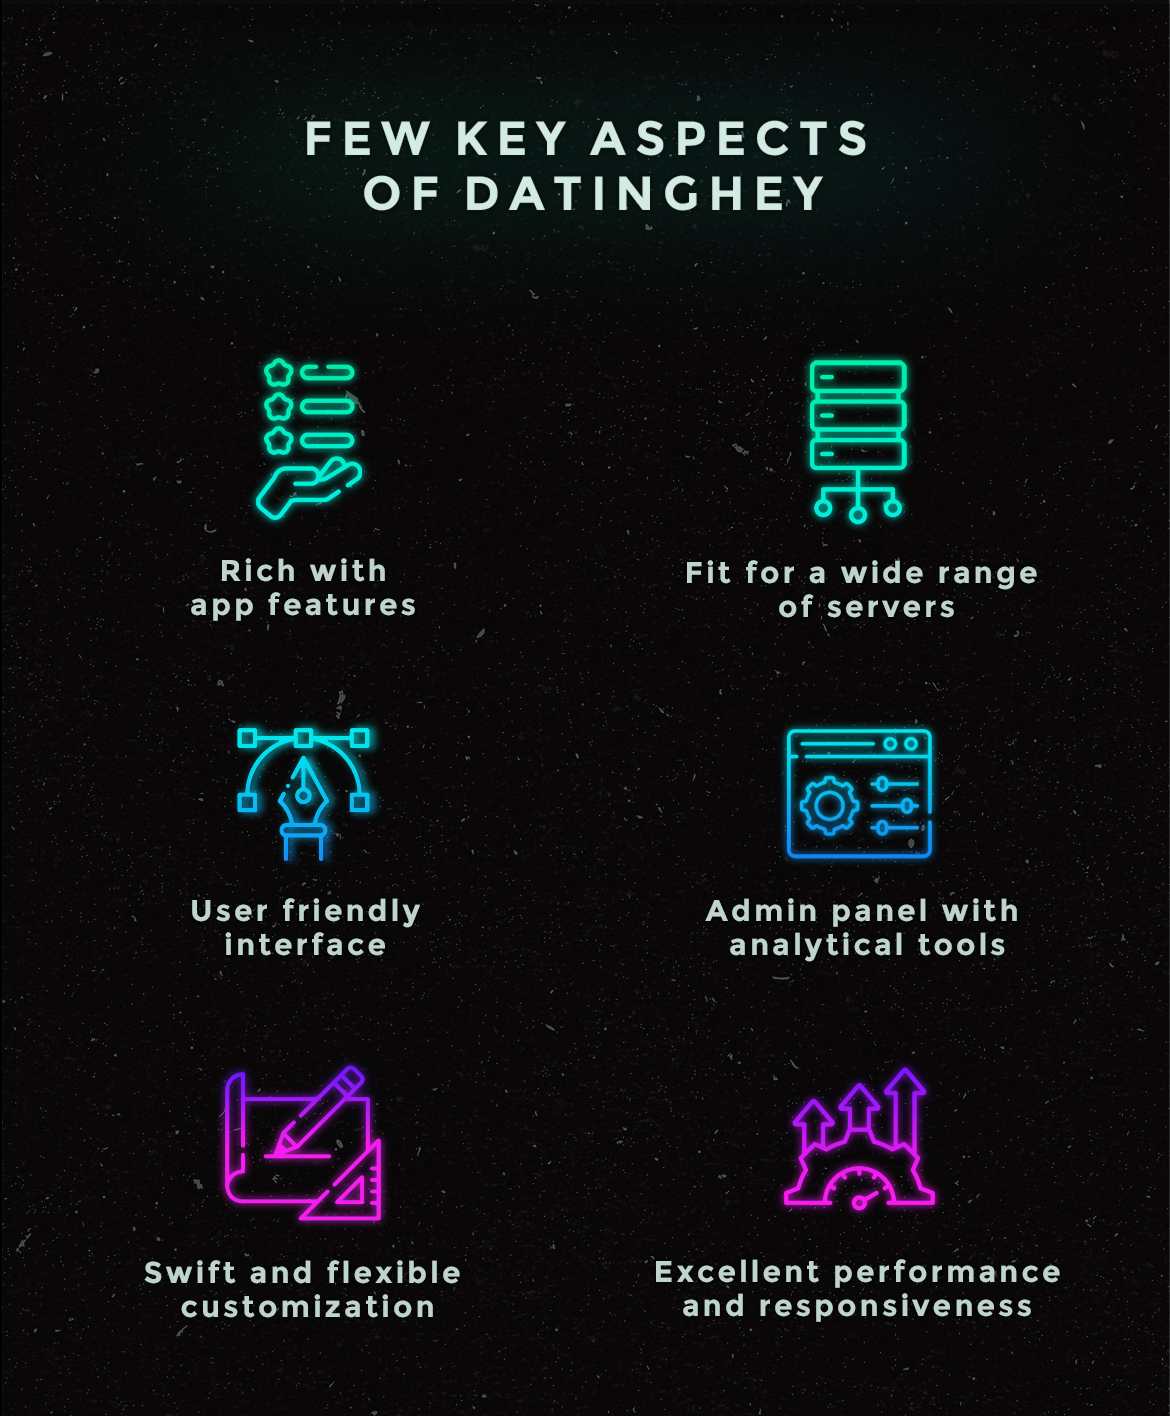 FEW KEY ASPECTS
OF DATINGHEY
Rich with
app features
Fit for a wide range
of servers
User friendly
interface
Admin panel with
analytical tools
Swift and flexible
customization
Excellent performance
and responsiveness